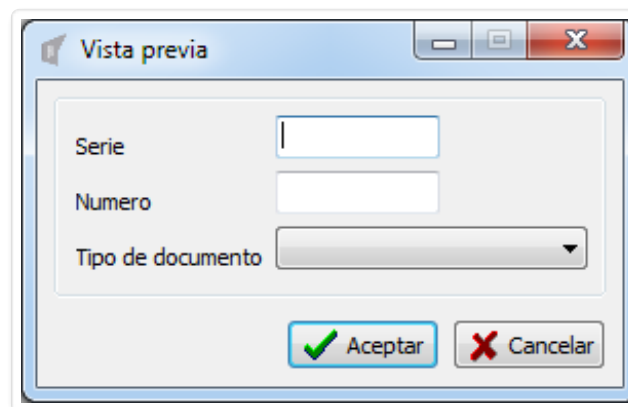 Vista previa
Serie
Numero
Tipo de documento
Aceptar Cancelar